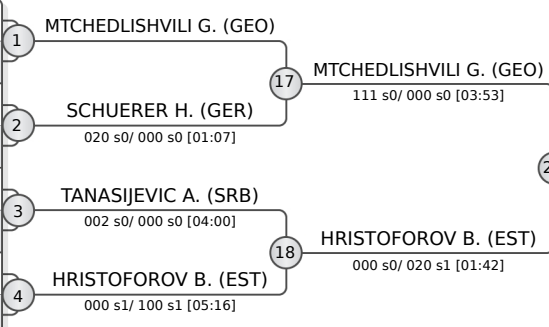 MTCHEDLISHVILI G. (GEO)
1
17
MTCHEDLISHVILI G. (GEO)
111 s0/ 000 s0 [03:53]
SCHUERER H. (GER)
2
020 s0/ 000 s0 [01:07]
2
TANASIJEVIC A. (SRB)
3
002 s0/ 000 s0 [04:00]
18
HRISTOFOROV B. (EST)
000 s0/ 020 s1 [01:42]
HRISTOFOROV B. (EST)
4
000 s1/ 100 s1 [05:16]